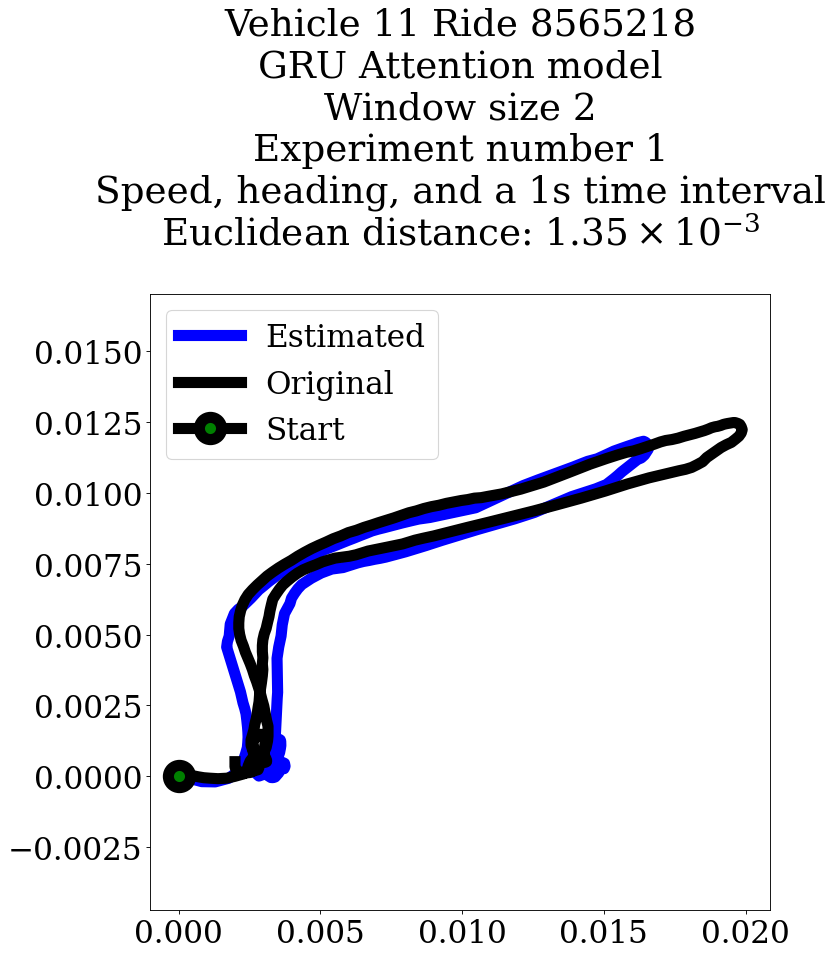 Vehicle 11 Ride 8565218
GRU Attention model
Window size 2
Experiment number 1
Speed, heading, and a 1s time interval
Euclidean distance: 1.35 × 10⁻³
Estimated
Original
Start
0.0150
0.0125
0.0100
0.0075
0.0050
0.0025
0.0000
−0.0025
0.000 0.005 0.010 0.015 0.020